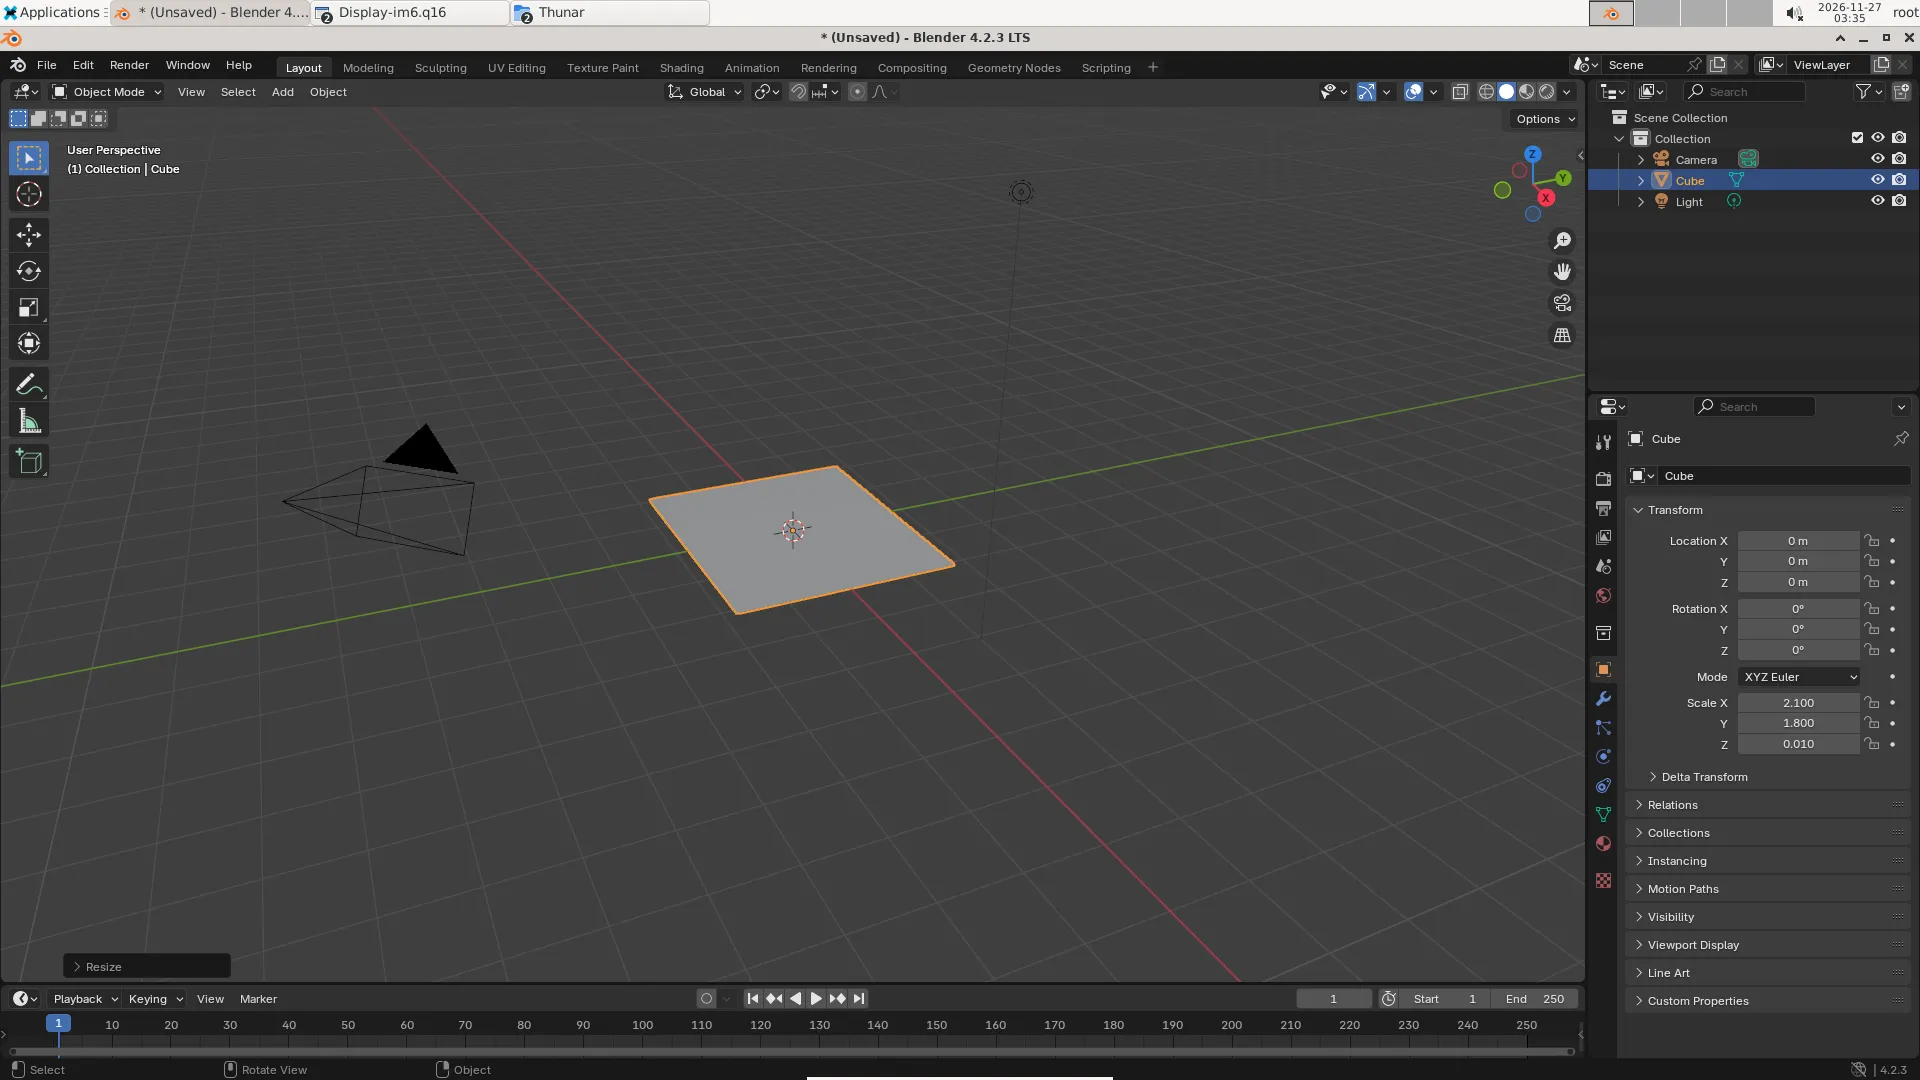 Applications
* (Unsaved) - Blender 4....
Display-im6.q16
Thunar
2026-11-27
03:35
root
* (Unsaved) - Blender 4.2.3 LTS
File Edit Render Window Help
Layout Modeling Sculpting UV Editing Texture Paint Shading Animation Rendering Compositing Geometry Nodes Scripting
Scene
ViewLayer
Object Mode View Select Add Object
Global
Search
Options
User Perspective
(1) Collection | Cube
Z
Y
X
Scene Collection
Collection
Camera
Cube
Light
Search
Cube
Cube
Transform
Location X 0 m
Y 0 m
Z 0 m
Rotation X 0°
Y 0°
Z 0°
Mode XYZ Euler
Scale X 2.100
Y 1.800
Z 0.010
Delta Transform
Relations
Collections
Instancing
Motion Paths
Visibility
Viewport Display
Line Art
Custom Properties
Resize
Playback Keying View Marker
1
Start 1
End 250
1 10 20 30 40 50 60 70 80 90 100 110 120 130 140 150 160 170 180 190 200 210 220 230 240 250
Select
Rotate View
Object
4.2.3